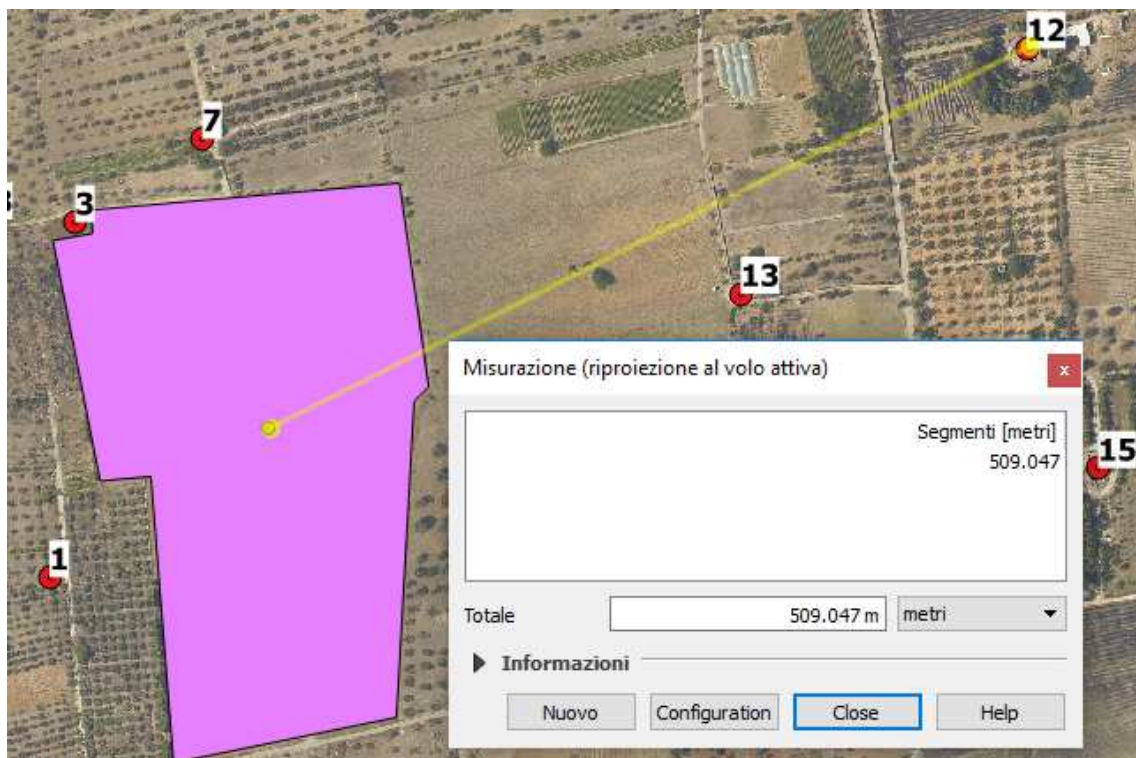 12
7
3
13
Misurazione (riproiezione al volo attiva)
x
Segmenti [metri]
509.047
15
1
Totale
509.047 m
metri
Informazioni
Nuovo
Configuration
Close
Help